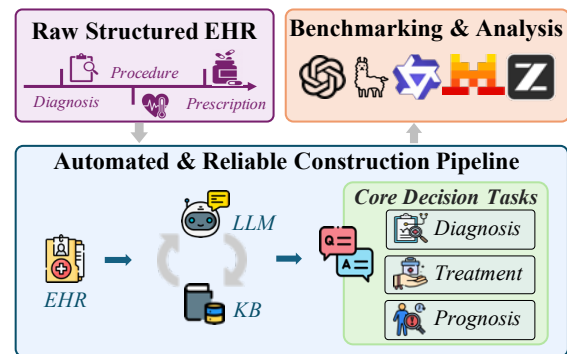 Raw Structured EHR
Procedure
Diagnosis
Prescription
Benchmarking & Analysis
Z
Automated & Reliable Construction Pipeline
EHR
LLM
KB
Q
A
Core Decision Tasks
Diagnosis
Treatment
Prognosis